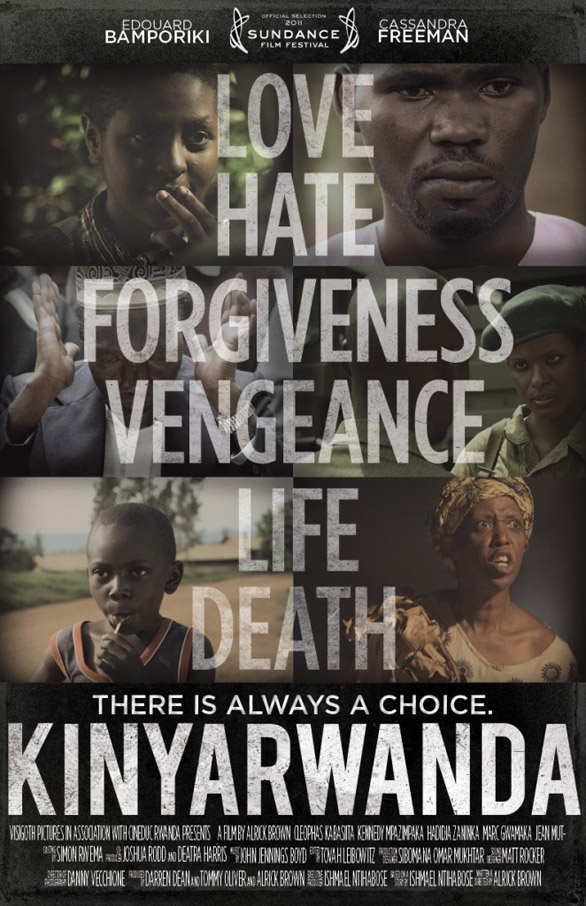 EDOUARD
BAMPORIKI
OFFICIAL SELECTION
2011
SUNDANCE
FILM FESTIVAL
CASSANDRA
FREEMAN
LOVE
HATE
FORGIVENESS
VENGEANCE
LIFE
DEATH
THERE IS ALWAYS A CHOICE.
KINYARWANDA
VISIGOTH PICTURES IN ASSOCIATION WITH CINEDUC RWANDA PRESENTS A FILM BY ALRICK BROWN CLEOPHAS KABASIITA KENNEDY MPAZIMPAKA HADIDJA ZANINKA MARC GWAMAKA JEAN MUT-
SIMON RWEMA JOSHUA RODD AND DEATRA HARRIS JOHN JENNINGS BOYD TOVAH LEIBOWITZ SIBOMANA OMAR MUKHTAR MATT ROCKER
DANNY VECCHIONE DARREN DEAN AND TOMMY OLIVER AND ALRICK BROWN ISHMAEL NTIHABOSE ISHMAEL NTIHABOSE ALRICK BROWN